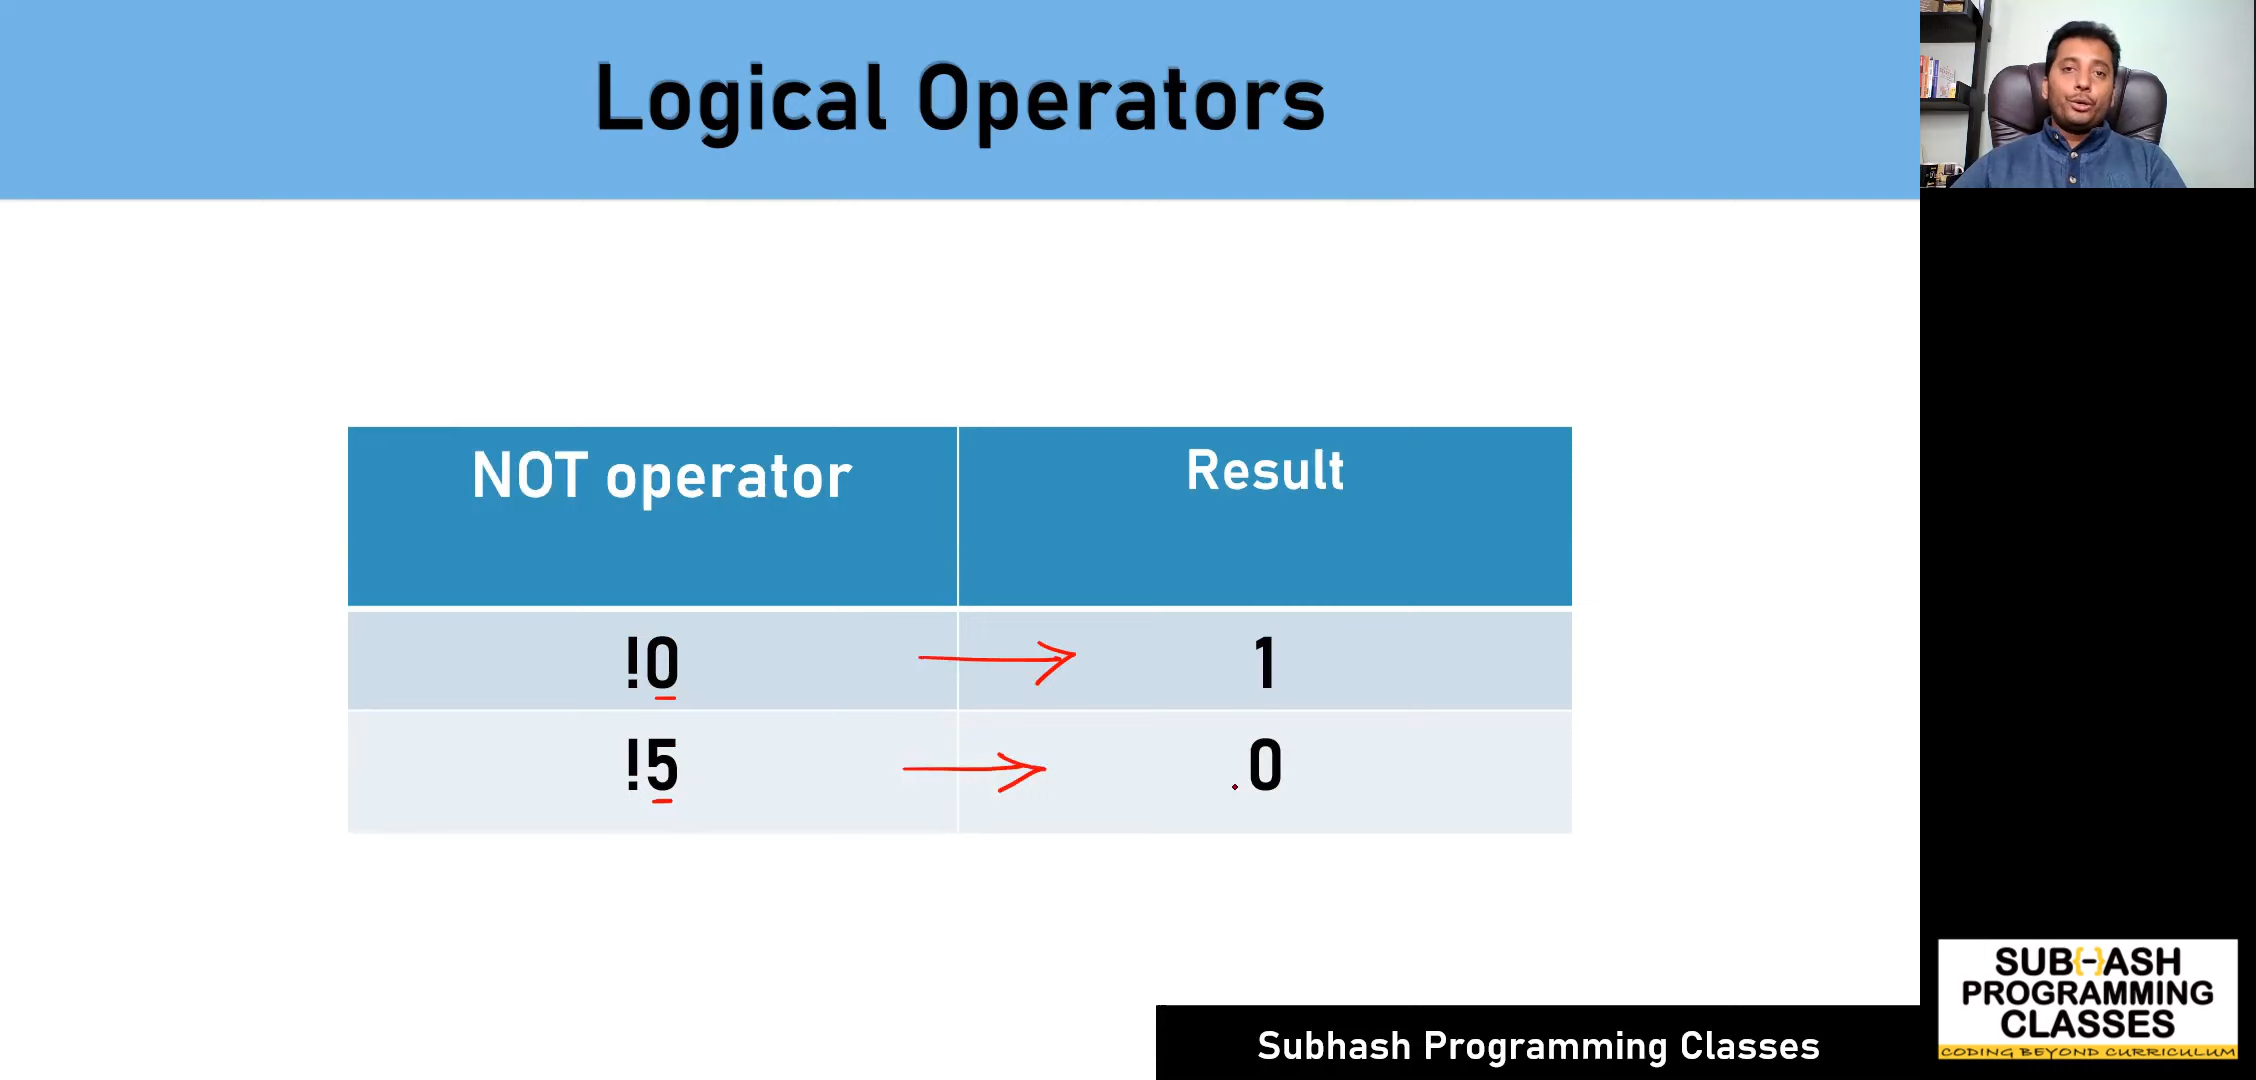 Logical Operators
NOT operator Result
!0 1
!5 0
Subhash Programming Classes
SUB{-}ASH
PROGRAMMING
CLASSES
CODING BEYOND CURRICULUM